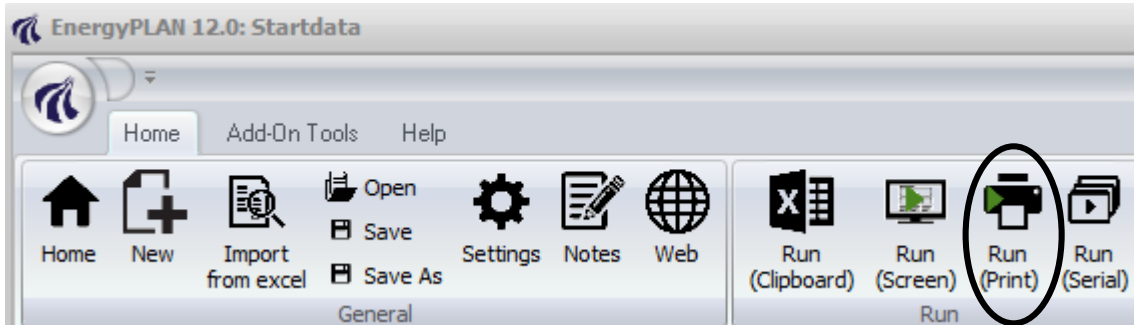 EnergyPLAN 12.0: Startdata
Home Add-On Tools Help
Home
New
Import
from excel
Open
Save
Save As
Settings
Notes
Web
General
Run
(Clipboard)
Run
(Screen)
Run
(Print)
Run
(Serial)
Run